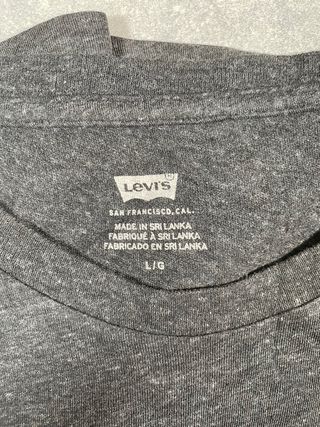 Levi's
SAN FRANCISCO, CAL.
MADE IN SRI LANKA
FABRIQUÉ À SRI LANKA
FABRICADO EN SRI LANKA
L/G